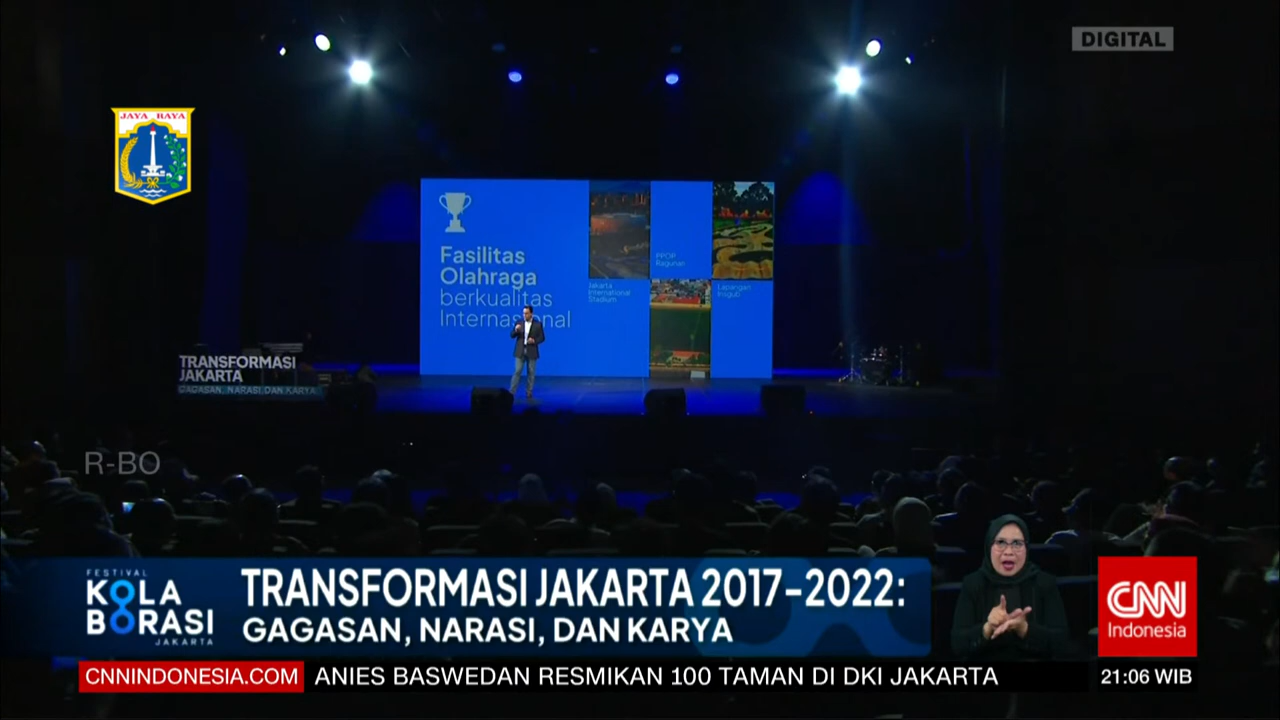 DIGITAL
JAYA RAYA
Fasilitas
Olahraga
berkualitas
Internasional
Jakarta
International
Stadium
PPOP
Ragunan
Lapangan
TRANSFORMASI
JAKARTA
GAGASAN, NARASI, DAN KARYA
R-BO
FESTIVAL
KOLA
BORASI
JAKARTA
TRANSFORMASI JAKARTA 2017-2022:
GAGASAN, NARASI, DAN KARYA
CNN
Indonesia
CNNINDONESIA.COM
ANIES BASWEDAN RESMIKAN 100 TAMAN DI DKI JAKARTA
21:06 WIB